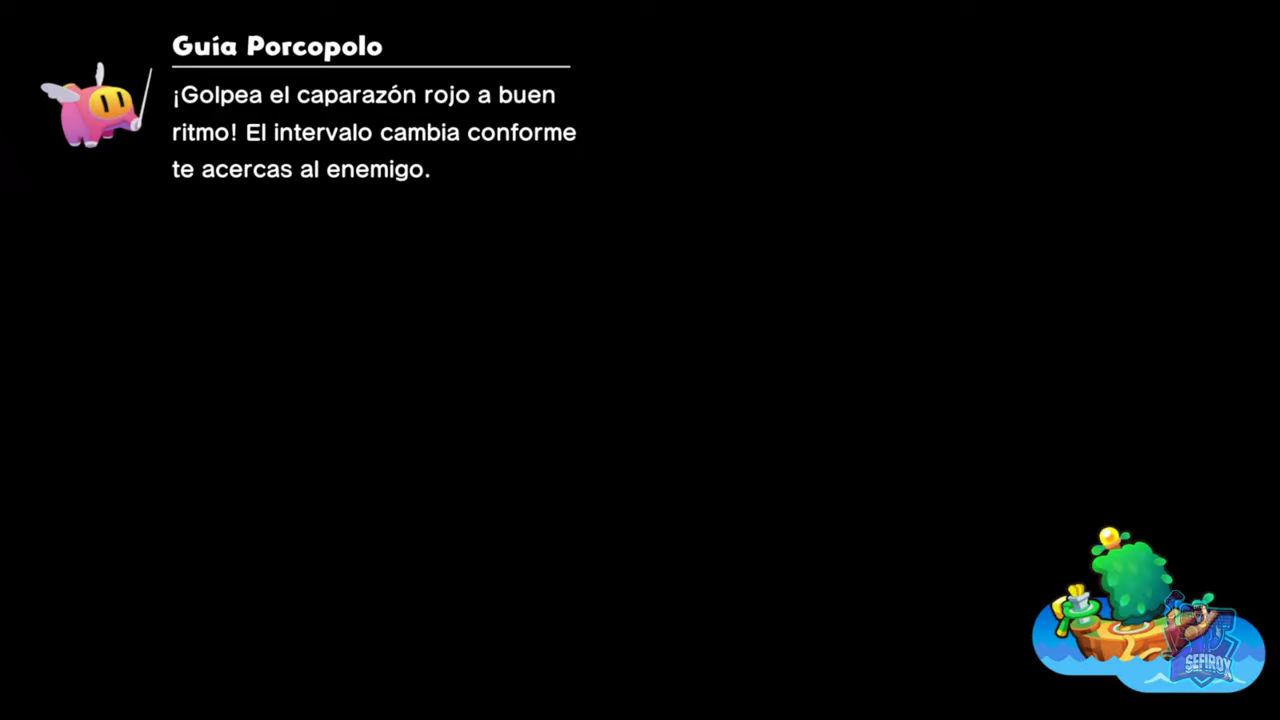 Guía Porcopolo
¡Golpea el caparazón rojo a buen
ritmo! El intervalo cambia conforme
te acercas al enemigo.
SEFIROX